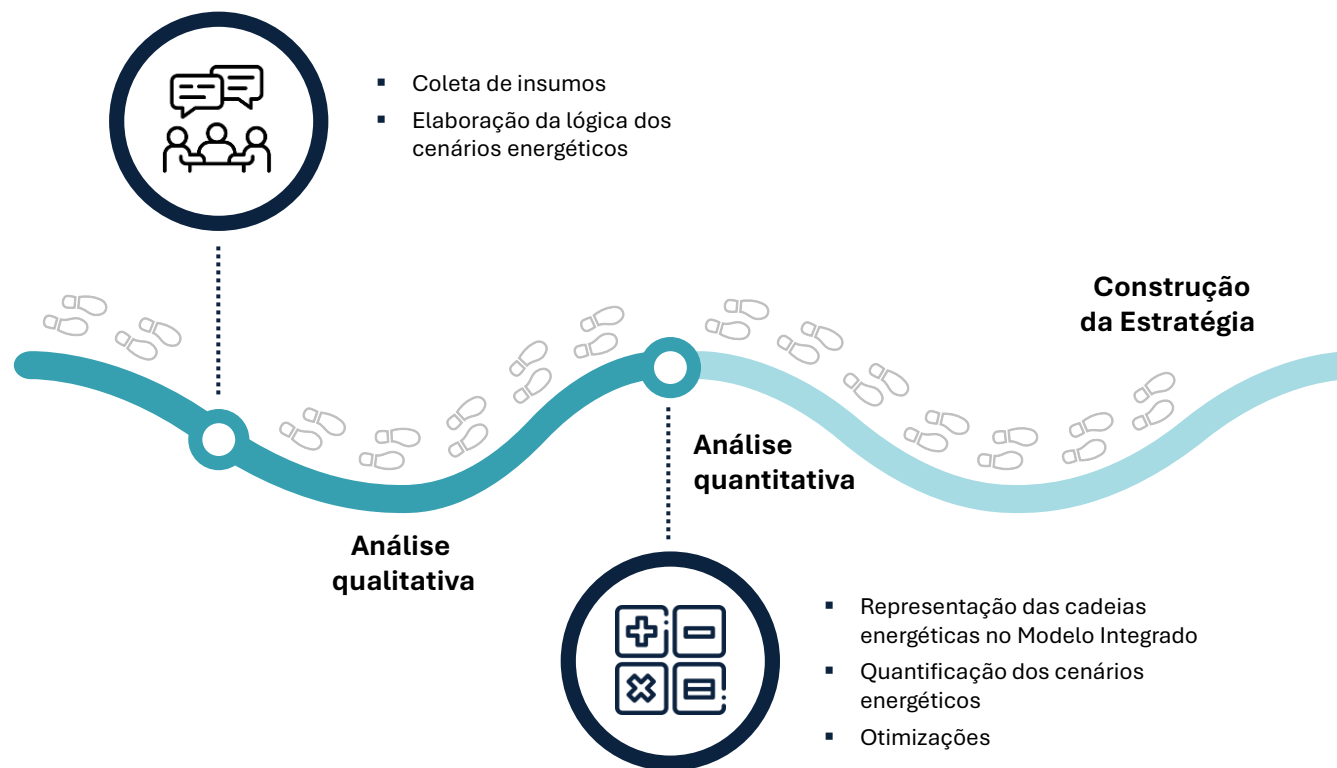 ▪ Coleta de insumos
▪ Elaboração da lógica dos
cenários energéticos
Construção
da Estratégia
Análise
quantitativa
Análise
qualitativa
▪ Representação das cadeias
energéticas no Modelo Integrado
▪ Quantificação dos cenários
energéticos
▪ Otimizações